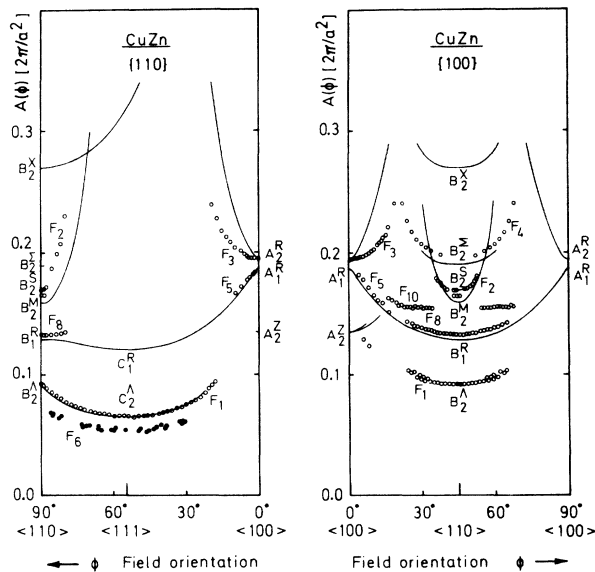 CuZn
{110}
A(ϕ) [2π/a²]
0.3
0.2
0.1
0.0
B₂ˣ
F₂
B₂^Σ
B₂^S
B₂^M
F₈
B₁^R
B₂^Λ
C₁^R
C₂^Λ
F₆
F₁
F₃
F₅
A₂^R
A₁^R
A₂^Z
90° 60° 30° 0°
<110> <111> <100>
← ϕ Field orientation
CuZn
{100}
A(ϕ) [2π/a²]
0.3
0.2
0.1
0.0
B₂ˣ
B₂^Σ
F₄
F₃
B₂^S
F₂
A₁^R
F₅
F₁₀
F₈
B₂^M
A₂^Z
B₁^R
F₁
B₂^Λ
A₂^R
A₁^R
0° 30° 60° 90°
<100> <110> <100>
Field orientation ϕ →